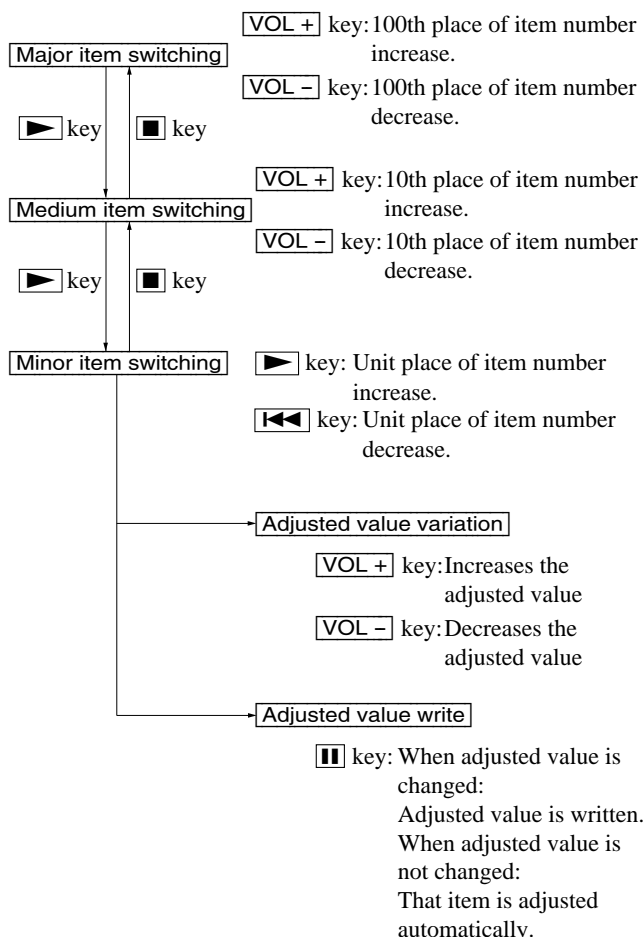 VOL + key: 100th place of item number
increase.
Major item switching
VOL – key: 100th place of item number
decrease.
▶ key ■ key
VOL + key: 10th place of item number
increase.
Medium item switching
VOL – key: 10th place of item number
decrease.
▶ key ■ key
Minor item switching
▶ key: Unit place of item number
increase.
I◀◀ key: Unit place of item number
decrease.
Adjusted value variation
VOL + key: Increases the
adjusted value
VOL – key: Decreases the
adjusted value
Adjusted value write
❚❚ key: When adjusted value is
changed:
Adjusted value is written.
When adjusted value is
not changed:
That item is adjusted
automatically.